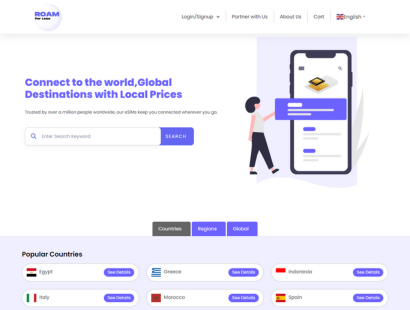 ROAM
For Less
Login/Signup
Partner with Us
About Us
Cart
English
Connect to the world,Global
Destinations with Local Prices
Trusted by over a million people worldwide, our eSIMs keep you connected wherever you go.
Enter Search Keyword
SEARCH
Countries
Regions
Global
Popular Countries
Egypt
See Details
Greece
See Details
Indonesia
See Details
Italy
See Details
Morocco
See Details
Spain
See Details